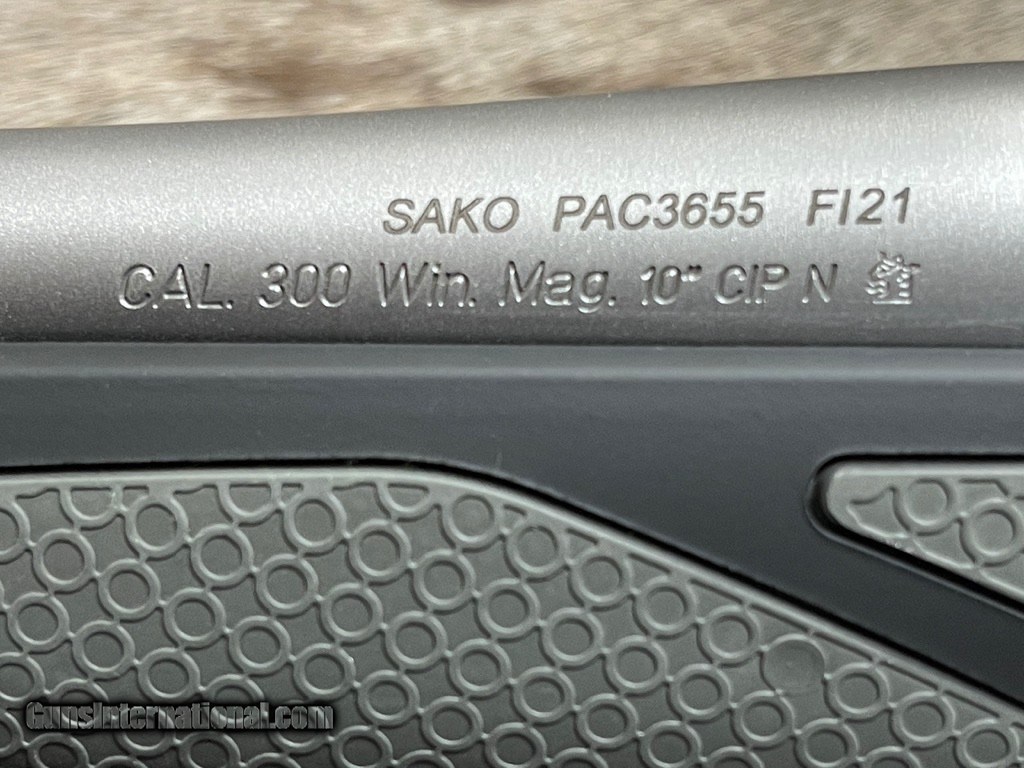 SAKO PAC3655 FI21
CAL. 300 Win. Mag. 10" CIP N
GunsInternational.com